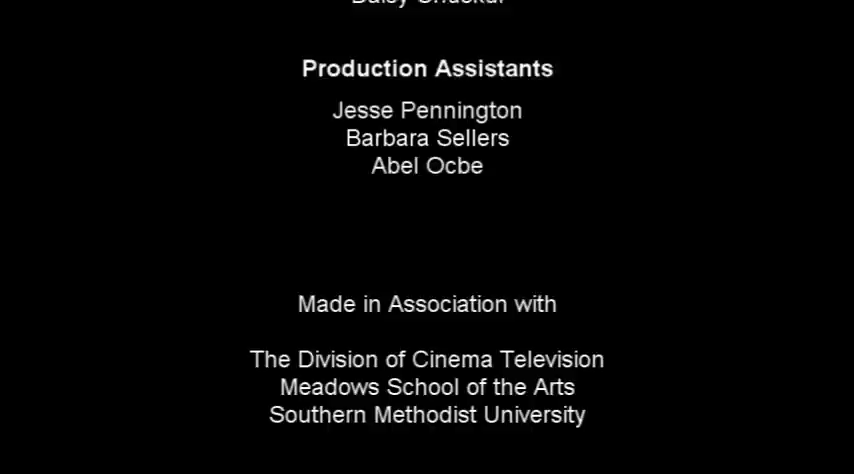 Production Assistants
Jesse Pennington
Barbara Sellers
Abel Ocbe
Made in Association with
The Division of Cinema Television
Meadows School of the Arts
Southern Methodist University